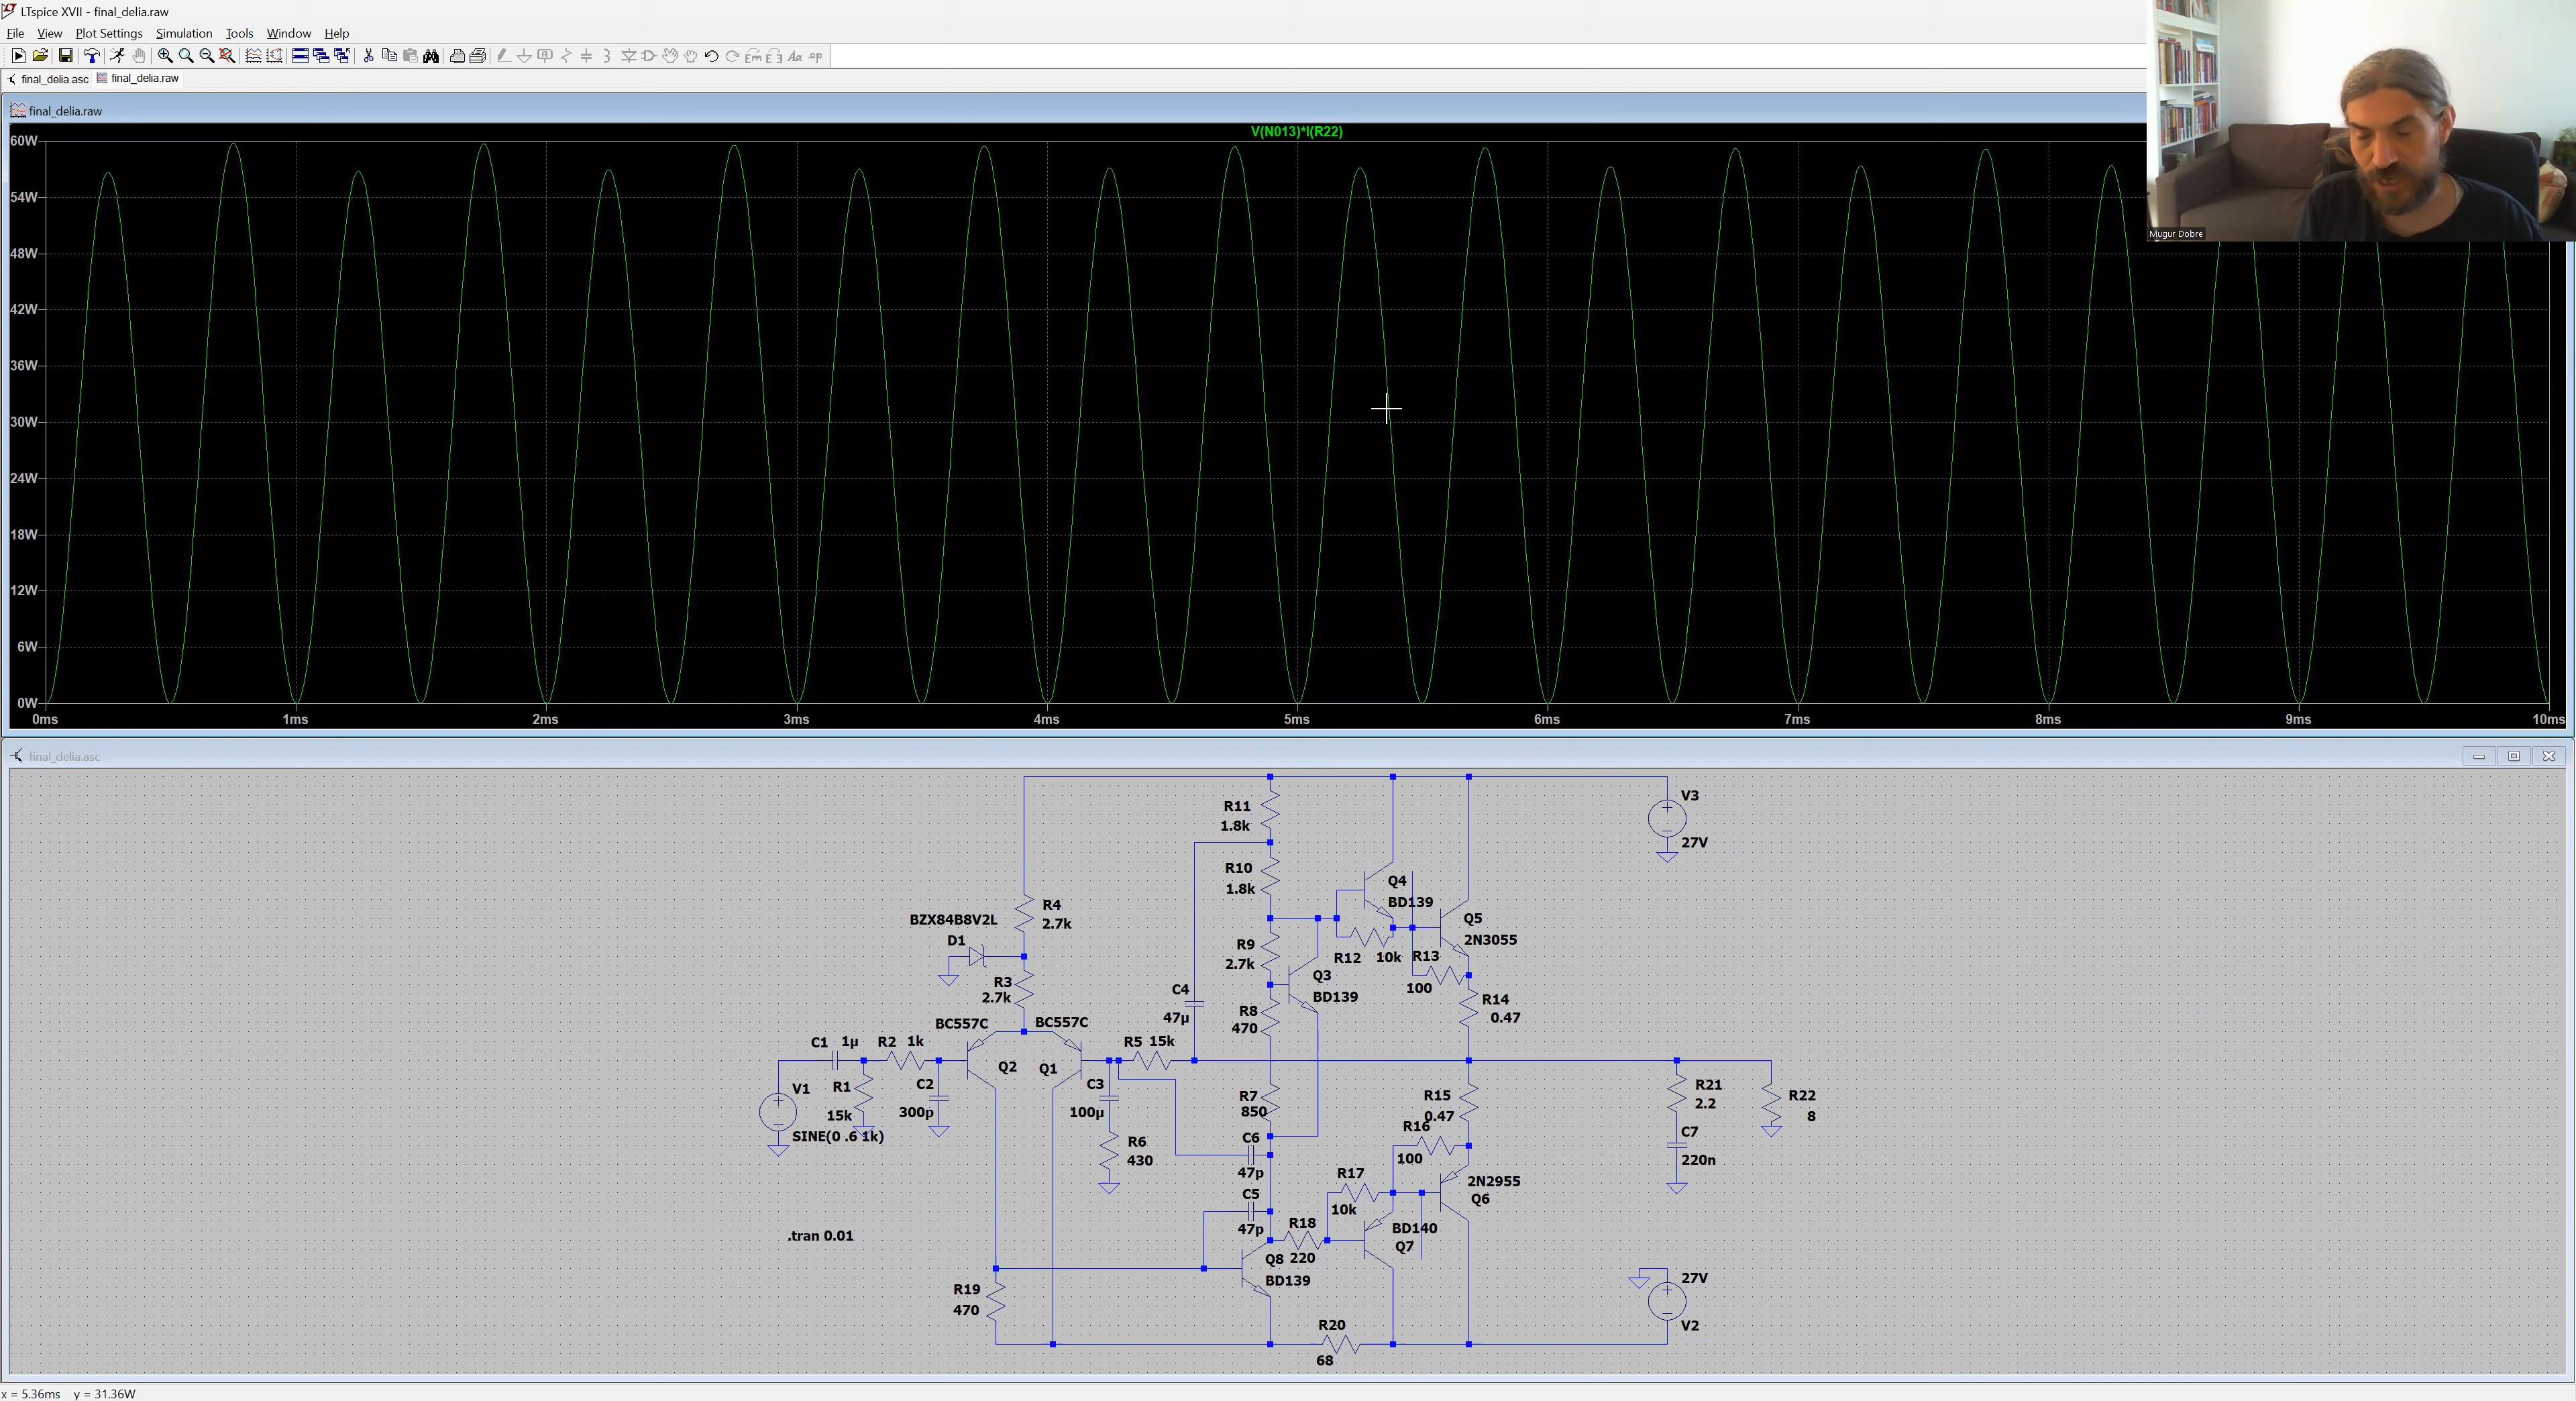 LTspice XVII - final_delia.raw
File View Plot Settings Simulation Tools Window Help
final_delia.asc final_delia.raw
final_delia.raw
V(N013)*I(R22)
60W
54W
48W
42W
36W
30W
24W
18W
12W
6W
0W
0ms 1ms 2ms 3ms 4ms 5ms 6ms 7ms 8ms 9ms 10ms
Mugur Dobre
final_delia.asc
V3
27V
R11
1.8k
R10
1.8k
Q4
BD139
R4
2.7k
BZX84B8V2L
D1
Q5
2N3055
R9
2.7k
R12 10k
R13
100
Q3
BD139
R3
2.7k
C4
47µ
R8
470
R14
0.47
BC557C BC557C
C1 1µ R2 1k
R5 15k
Q2 Q1
V1
R1
15k
C2
300p
C3
100µ
SINE(0 .6 1k)
R7
850
R15
0.47
R21
2.2
R22
8
R6
430
C6
47p
R16
100
C7
220n
R17
10k
2N2955
Q6
C5
47p
R18
220
BD140
Q7
.tran 0.01
Q8
BD139
R19
470
27V
V2
R20
68
x = 5.36ms y = 31.36W